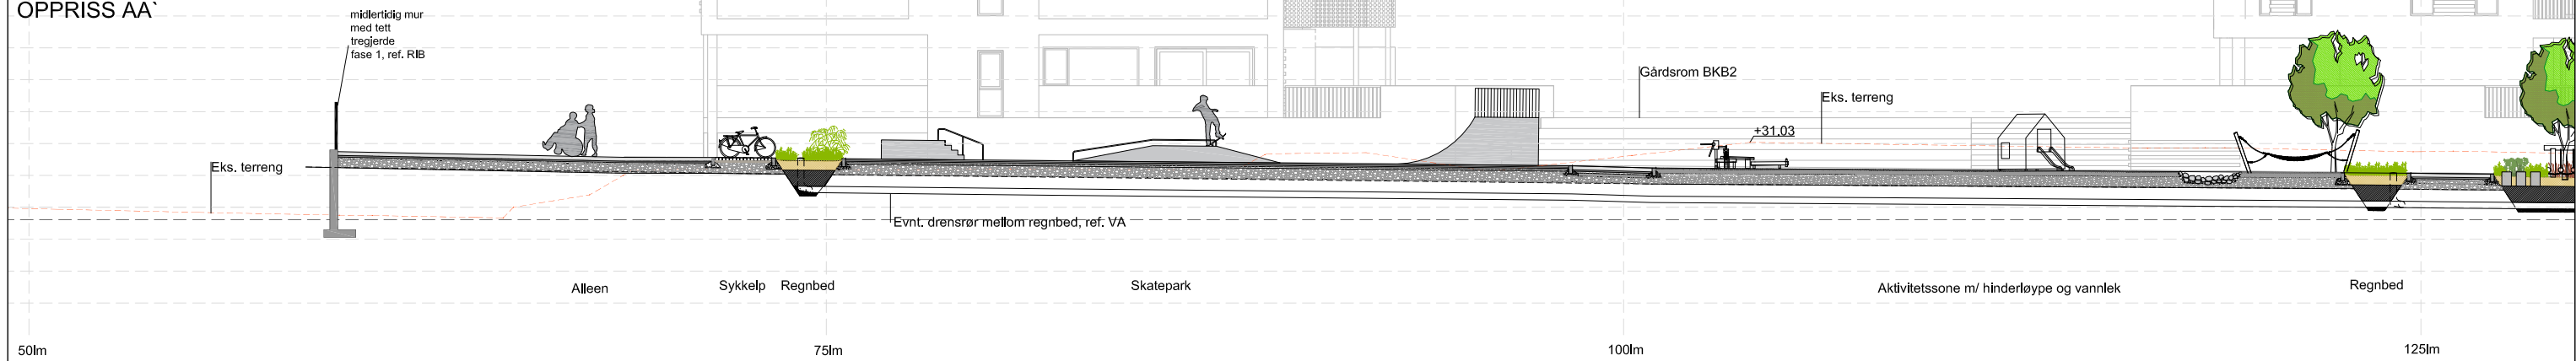 OPPRISS AA`
midlertidig mur
med tett
tregjerde
fase 1, ref. RIB
Gårdsrom BKB2
Eks. terreng
+31,03
Eks. terreng
Evnt. drensrør mellom regnbed, ref. VA
Alleen
Sykkelp
Regnbed
Skatepark
Aktivitetssone m/ hinderløype og vannlek
Regnbed
50lm
75lm
100lm
125lm